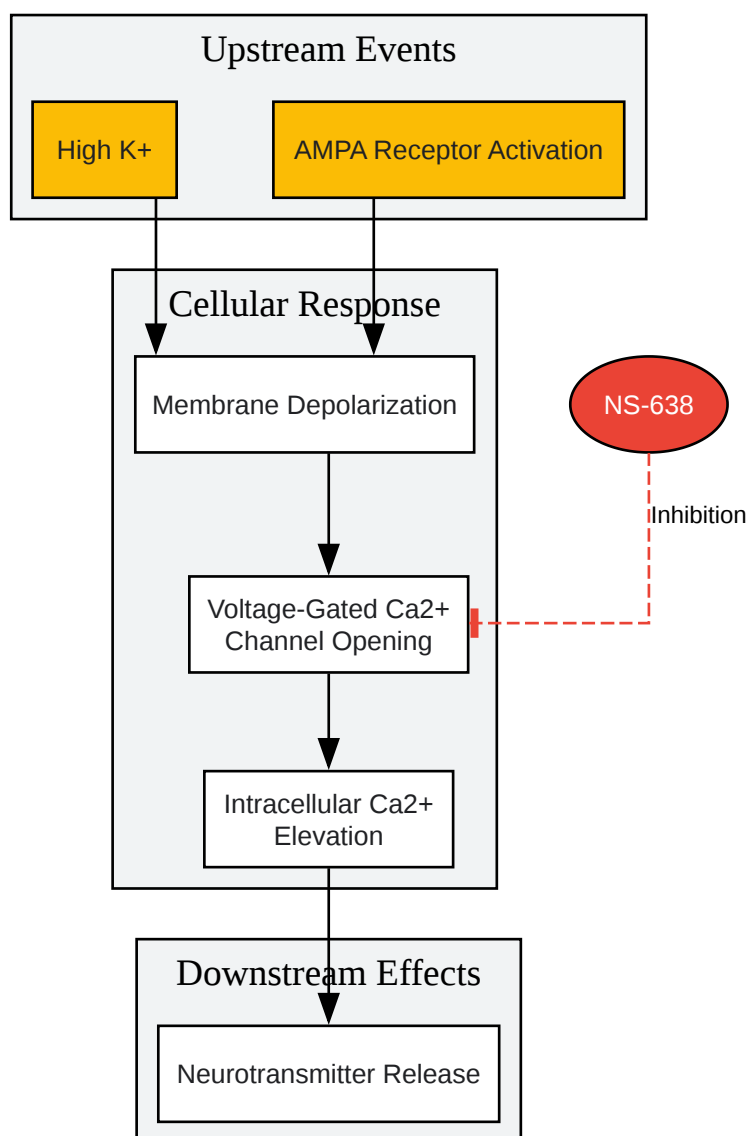 Upstream Events
High K+
AMPA Receptor Activation
Cellular Response
Membrane Depolarization
NS-638
Inhibition
Voltage-Gated Ca2+
Channel Opening
Intracellular Ca2+
Elevation
Downstream Effects
Neurotransmitter Release